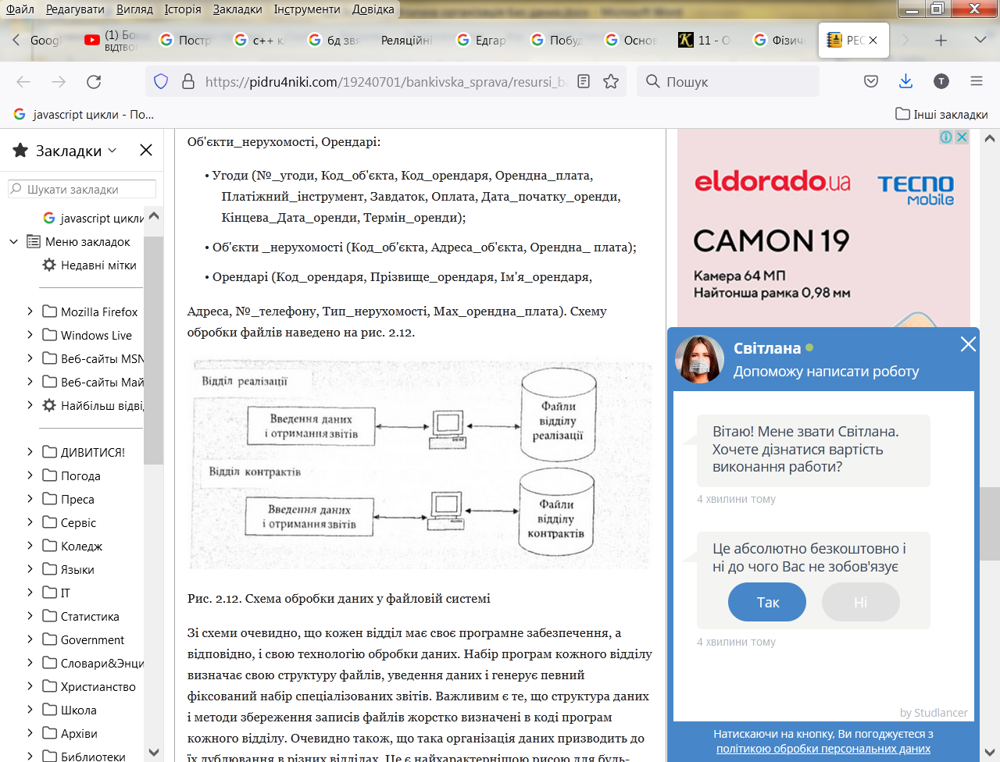 Файл Редагувати Вигляд Історія Закладки Інструменти Довідка
Googl
(1) Бо
ВІДТВО
Постр
c++ кл
бд звя
Реляційні
Едгар
Побуд
Основ
11 - О
Фізич
РЕС
https://pidru4niki.com/19240701/bankivska_sprava/resursi_b
Пошук
T
javascript цикли - По...
Інші закладки
Закладки
Шукати закладки
javascript цикли
Меню закладок
Недавні мітки
Mozilla Firefox
Windows Live
Веб-сайты MSN
Веб-сайты Май
Найбільш відвід
ДИВИТИСЯ!
Погода
Преса
Сервіс
Коледж
Языки
IT
Статистика
Government
Словари&Энци
Христианство
Школа
Архіви
Библиотеки
Об'єкти_нерухомості, Орендарі:
• Угоди (№_угоди, Код_об'єкта, Код_орендаря, Орендна_плата,
Платіжний_інструмент, Завдаток, Оплата, Дата_початку_оренди,
Кінцева_Дата_оренди, Термін_оренди);
• Об'єкти _нерухомості (Код_об'єкта, Адреса_об'єкта, Орендна_ плата);
• Орендарі (Код_орендаря, Прізвище_орендаря, Ім'я_орендаря,
Адреса, №_телефону, Тип_нерухомості, Мах_орендна_плата). Схему
обробки файлів наведено на рис. 2.12.
Відділ реалізації
Введення даних
і отримання звітів
Файли
відділу
реалізації
Відділ контрактів
Введення даних
і отримання звітів
Файли
відділу
контрактів
Рис. 2.12. Схема обробки даних у файловій системі
Зі схеми очевидно, що кожен відділ має своє програмне забезпечення, а
відповідно, і свою технологію обробки даних. Набір програм кожного відділу
визначає свою структуру файлів, уведення даних і генерує певний
фіксований набір спеціалізованих звітів. Важливим є те, що структура даних
і методи збереження записів файлів жорстко визначені в коді програм
кожного відділу. Очевидно також, що така організація даних призводить до
їх дублювання в різних відділах. Це є найхарактернішою рисою для будь-
eldorado.ua
TECNO
mobile
CAMON 19
Камера 64 МП
Найтонша рамка 0,98 мм
Світлана
Допоможу написати роботу
Вітаю! Мене звати Світлана.
Хочете дізнатися вартість
виконання работи?
4 хвилини тому
Це абсолютно безкоштовно і
ні до чого Вас не зобов'язує
Так
Ні
4 хвилини тому
by Studlancer
Натискаючи на кнопку, Ви погоджуєтеся з
політикою обробки персональних даних